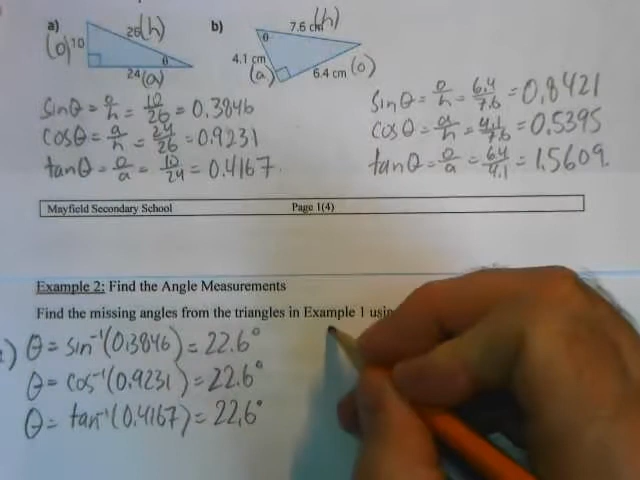 a) b)
26(h) 7.6 cm(h)
(o)10 θ θ
4.1 cm
24(a) (a) 6.4 cm (o)
sinθ = o/h = 10/26 = 0.3846
cosθ = a/h = 24/26 = 0.9231
tanθ = o/a = 10/24 = 0.4167
sinθ = o/h = 6.4/7.6 = 0.8421
cosθ = a/h = 4.1/7.6 = 0.5395
tanθ = o/a = 6.4/4.1 = 1.5609
Mayfield Secondary School Page 1(4)
Example 2: Find the Angle Measurements
Find the missing angles from the triangles in Example 1
θ = sin⁻¹(0.3846) = 22.6°
θ = cos⁻¹(0.9231) = 22.6°
θ = tan⁻¹(0.4167) = 22.6°